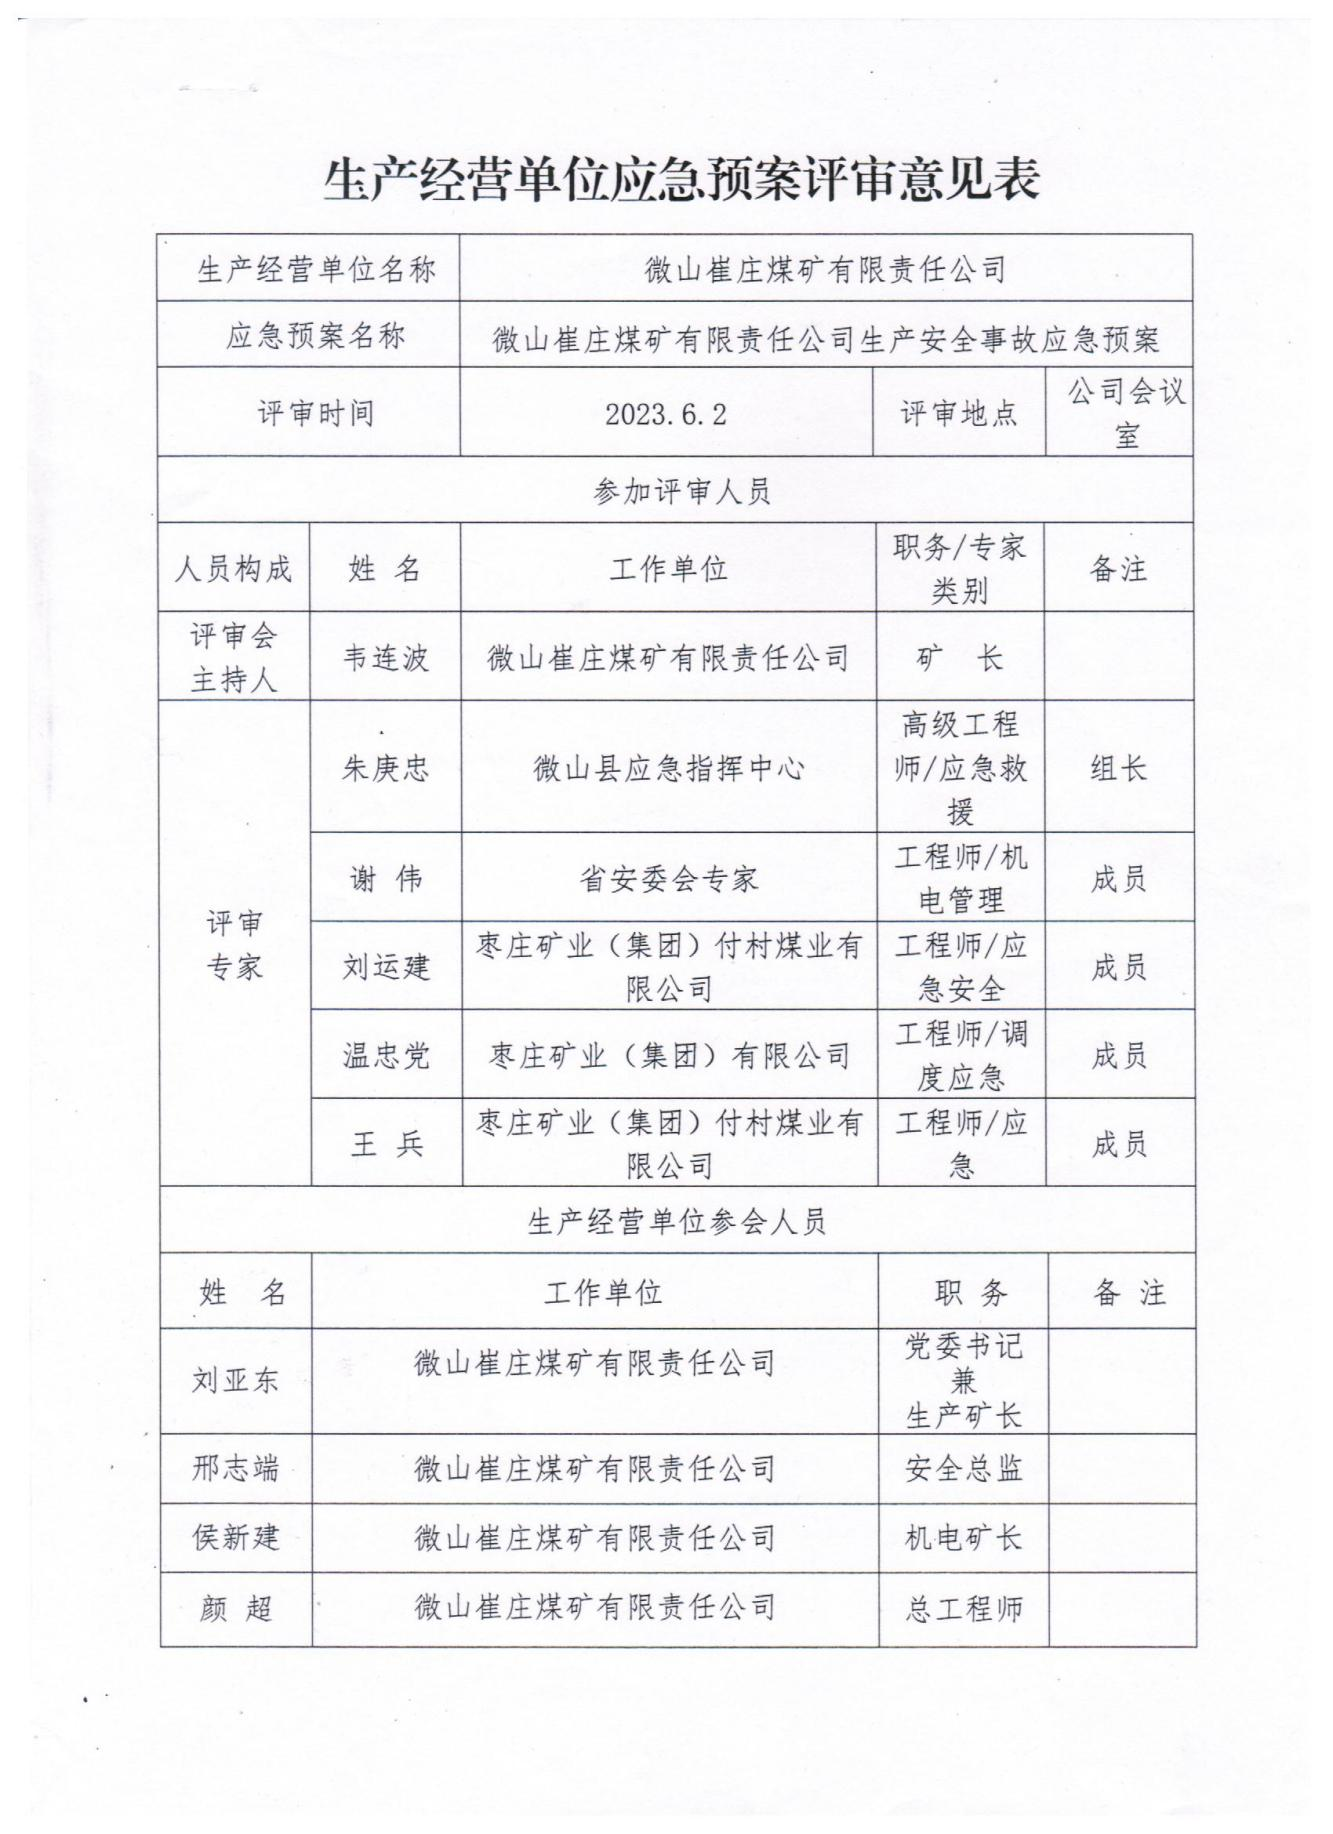 生产经营单位应急预案评审意见表
生产经营单位名称
微山崔庄煤矿有限责任公司
应急预案名称
微山崔庄煤矿有限责任公司生产安全事故应急预案
评审时间
2023.6.2
评审地点
公司会议
室
参加评审人员
人员构成
姓 名
工作单位
职务/专家
类别
备注
评审会
主持人
韦连波
微山崔庄煤矿有限责任公司
矿 长
评审
专家
朱庚忠
微山县应急指挥中心
高级工程
师/应急救
援
组长
谢 伟
省安委会专家
工程师/机
电管理
成员
刘运建
枣庄矿业（集团）付村煤业有
限公司
工程师/应
急安全
成员
温忠党
枣庄矿业（集团）有限公司
工程师/调
度应急
成员
王 兵
枣庄矿业（集团）付村煤业有
限公司
工程师/应
急
成员
生产经营单位参会人员
姓 名
工作单位
职 务
备 注
刘亚东
微山崔庄煤矿有限责任公司
党委书记
兼
生产矿长
邢志端
微山崔庄煤矿有限责任公司
安全总监
侯新建
微山崔庄煤矿有限责任公司
机电矿长
颜 超
微山崔庄煤矿有限责任公司
总工程师